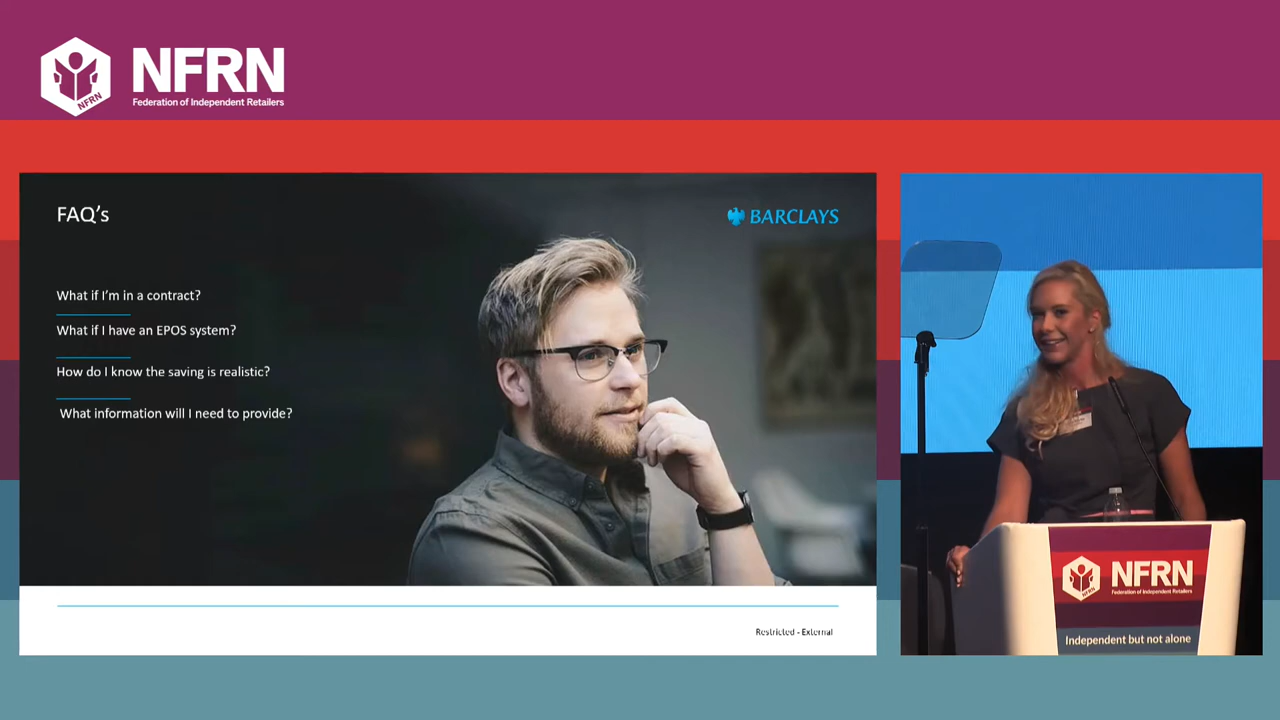 NFRN
NFRN
Federation of Independent Retailers
FAQ's
BARCLAYS
What if I'm in a contract?
What if I have an EPOS system?
How do I know the saving is realistic?
What information will I need to provide?
Restricted - External
NFRN
NFRN
Federation of Independent Retailers
Independent but not alone